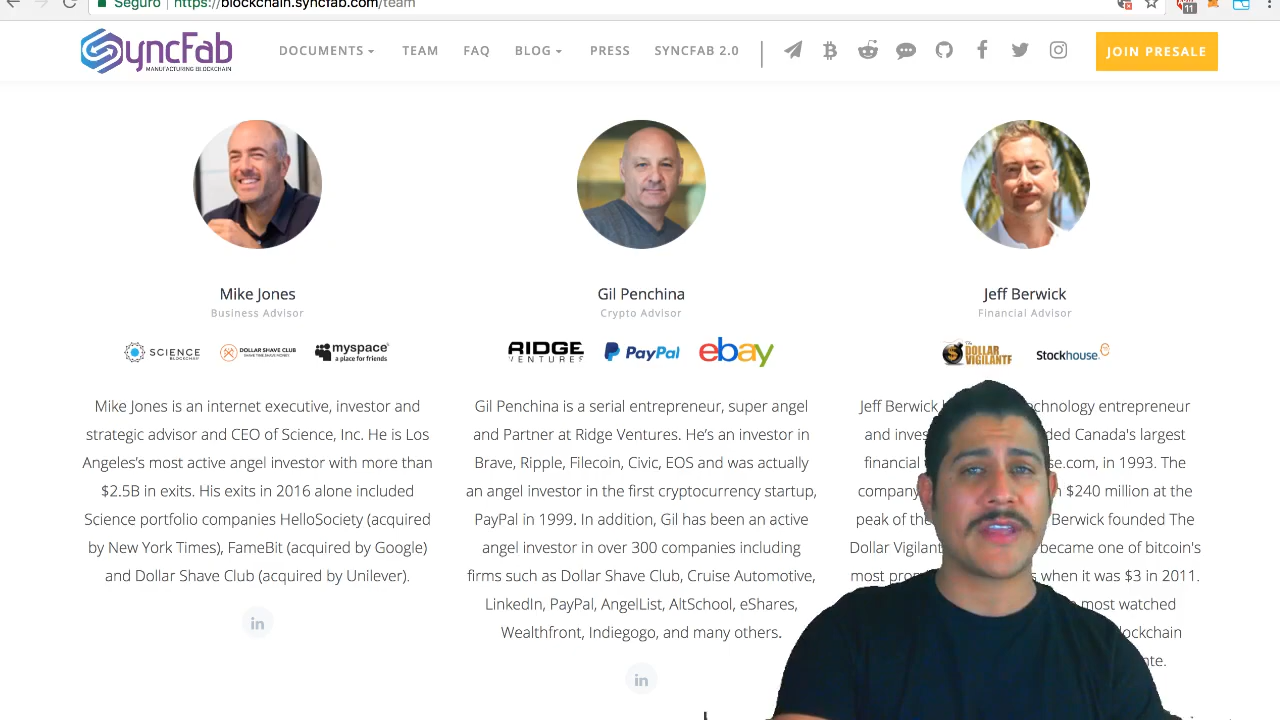 Seguro
https://blockchain.syncfab.com/team
11
SyncFab
MANUFACTURING BLOCKCHAIN
DOCUMENTS
TEAM
FAQ
BLOG
PRESS
SYNCFAB 2.0
JOIN PRESALE
Mike Jones
Business Advisor
SCIENCE
BLOCKCHAIN
DOLLAR SHAVE CLUB
SHAVE TIME. SHAVE MONEY.
myspace
a place for friends
Mike Jones is an internet executive, investor and
strategic advisor and CEO of Science, Inc. He is Los
Angeles's most active angel investor with more than
$2.5B in exits. His exits in 2016 alone included
Science portfolio companies HelloSociety (acquired
by New York Times), FameBit (acquired by Google)
and Dollar Shave Club (acquired by Unilever).
in
Gil Penchina
Crypto Advisor
RIDGE
VENTURES
PayPal
ebay
Gil Penchina is a serial entrepreneur, super angel
and Partner at Ridge Ventures. He's an investor in
Brave, Ripple, Filecoin, Civic, EOS and was actually
an angel investor in the first cryptocurrency startup,
PayPal in 1999. In addition, Gil has been an active
angel investor in over 300 companies including
firms such as Dollar Shave Club, Cruise Automotive,
LinkedIn, PayPal, AngelList, AltSchool, eShares,
Wealthfront, Indiegogo, and many others.
in
Jeff Berwick
Financial Advisor
The
DOLLAR
VIGILANTE
Stockhouse
Jeff Berwick entrepreneur
and Canada's largest
financial in 1993. The
company $240 million at the
peak of Berwick founded The
Dollar became one of bitcoin's
most when it was $3 in 2011.
most watched